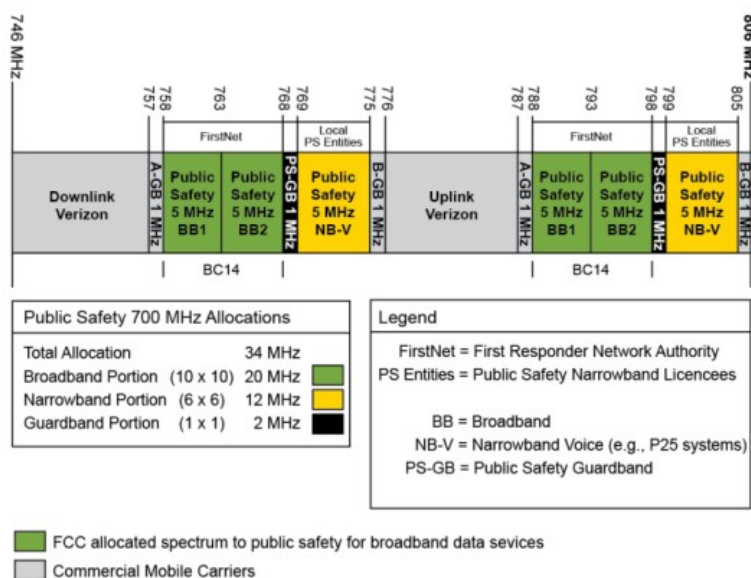 746 MHz
757
758
763
768
769
775
776
787
788
793
798
799
805
806 MHz
FirstNet
Local
PS Entities
FirstNet
Local
PS Entities
Downlink
Verizon
A-GB 1 MHz
Public
Safety
5 MHz
BB1
Public
Safety
5 MHz
BB2
PS-GB 1 MHz
Public
Safety
5 MHz
NB-V
B-GB 1 MHz
Uplink
Verizon
A-GB 1 MHz
Public
Safety
5 MHz
BB1
Public
Safety
5 MHz
BB2
PS-GB 1 MHz
Public
Safety
5 MHz
NB-V
B-GB 1 MHz
BC14
BC14
Public Safety 700 MHz Allocations
Total Allocation 34 MHz
Broadband Portion (10 x 10) 20 MHz
Narrowband Portion (6 x 6) 12 MHz
Guardband Portion (1 x 1) 2 MHz
Legend
FirstNet = First Responder Network Authority
PS Entities = Public Safety Narrowband Licencees
BB = Broadband
NB-V = Narrowband Voice (e.g., P25 systems)
PS-GB = Public Safety Guardband
FCC allocated spectrum to public safety for broadband data sevices
Commercial Mobile Carriers